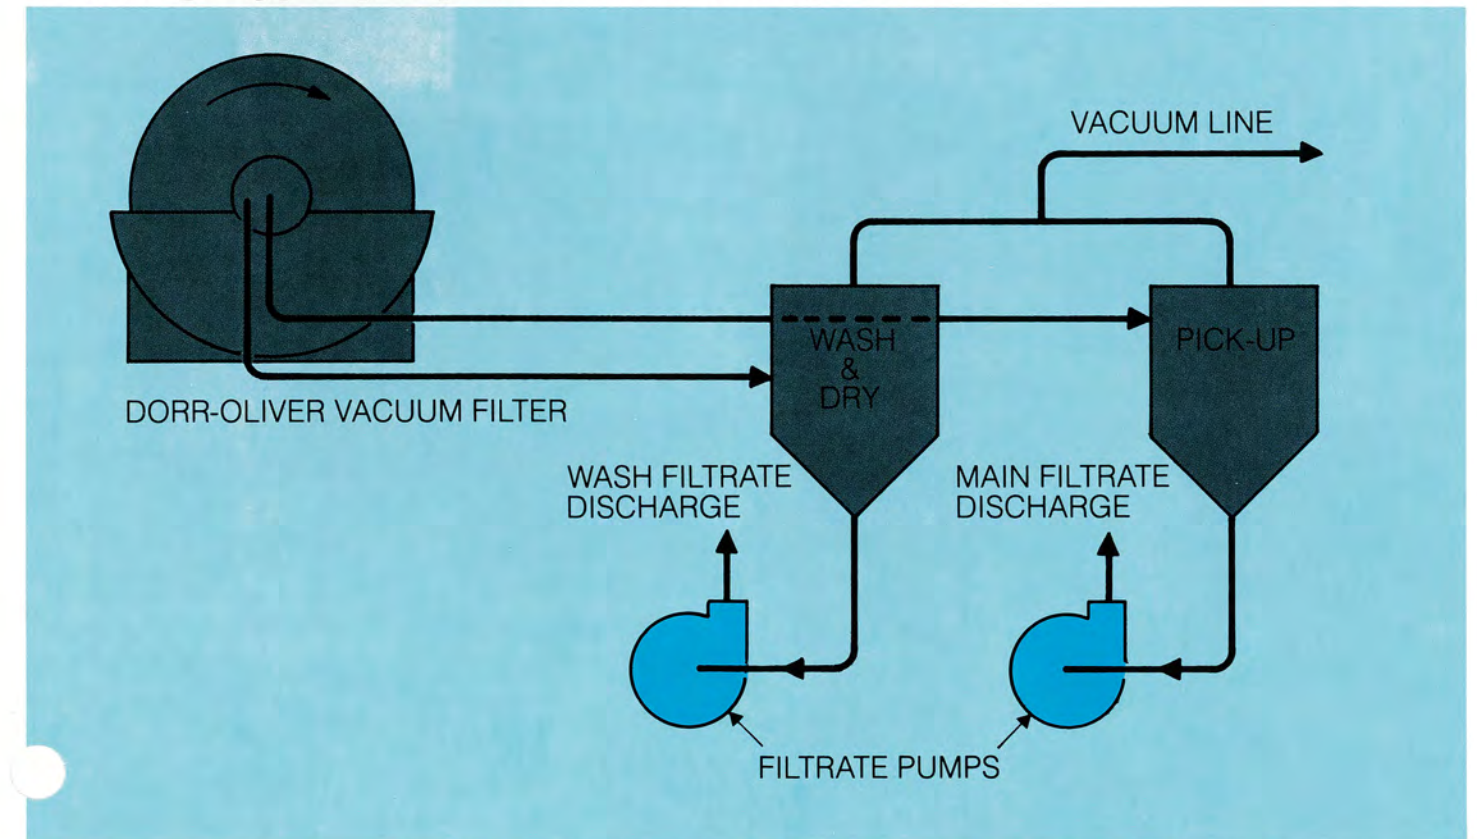 VACUUM LINE
WASH
&
DRY
PICK-UP
DORR-OLIVER VACUUM FILTER
WASH FILTRATE
DISCHARGE
MAIN FILTRATE
DISCHARGE
FILTRATE PUMPS